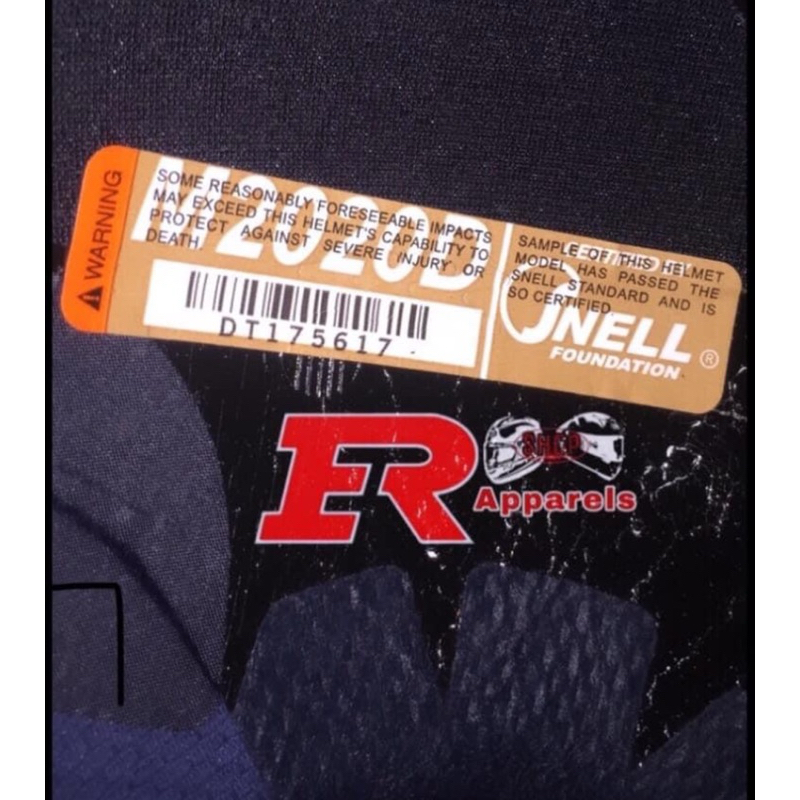 WARNING
M2020D
SOME REASONABLY FORESEEABLE IMPACTS
MAY EXCEED THIS HELMET'S CAPABILITY TO
PROTECT AGAINST SEVERE INJURY OR
DEATH.
DT175617
SAMPLE OF THIS HELMET
MODEL HAS PASSED THE
SNELL STANDARD AND IS
SO CERTIFIED.
SNELL®
FOUNDATION
R
Apparels